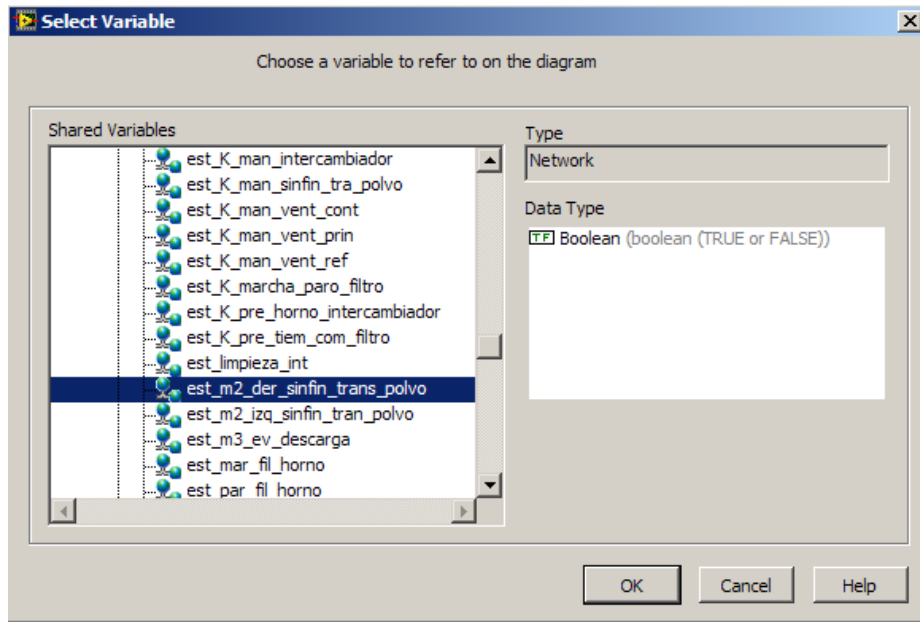 Select Variable
Choose a variable to refer to on the diagram
Shared Variables
est_K_man_intercambiador
est_K_man_sinfin_tra_polvo
est_K_man_vent_cont
est_K_man_vent_prin
est_K_man_vent_ref
est_K_marcha_paro_filtro
est_K_pre_horno_intercambiador
est_K_pre_tiem_com_filtro
est_limpieza_int
est_m2_der_sinfin_trans_polvo
est_m2_izq_sinfin_tran_polvo
est_m3_ev_descarga
est_mar_fil_horno
est_par_fil_horno
Type
Network
Data Type
TF Boolean (boolean (TRUE or FALSE))
OK
Cancel
Help